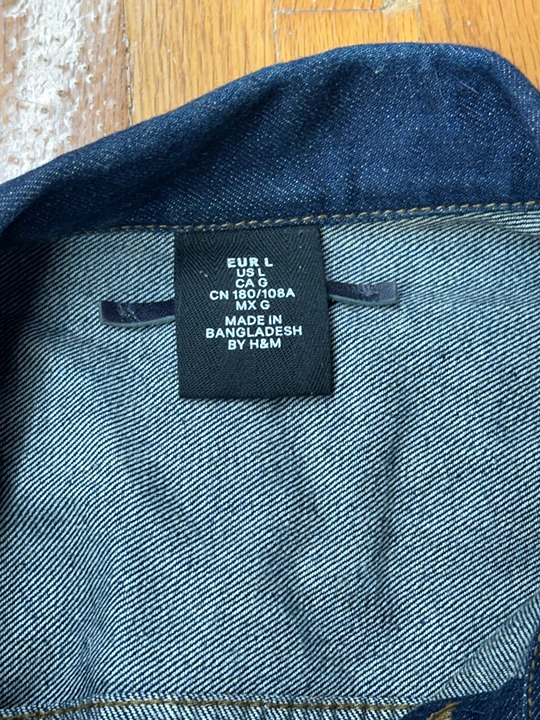 EUR L
US L
CA G
CN 180/108A
MX G
MADE IN
BANGLADESH
BY H&M